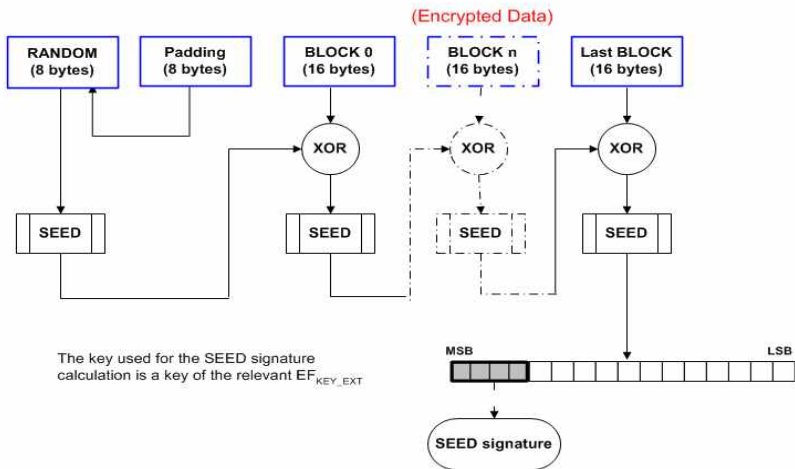 (Encrypted Data)
RANDOM
(8 bytes)
Padding
(8 bytes)
BLOCK 0
(16 bytes)
BLOCK n
(16 bytes)
Last BLOCK
(16 bytes)
XOR
XOR
XOR
SEED
SEED
SEED
SEED
The key used for the SEED signature
calculation is a key of the relevant EF_KEY_EXT
MSB
LSB
SEED signature